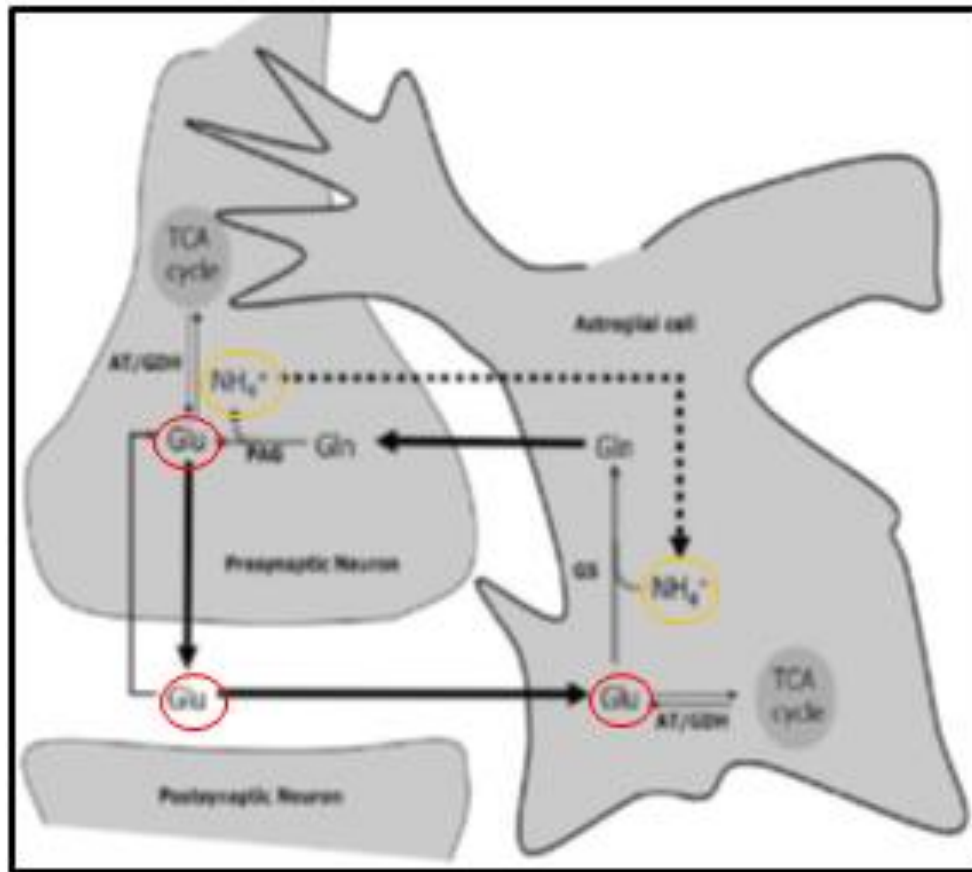 TCA
cycle
Astroglial cell
AT/GDH
NH₄⁺
Glu
PAG
Gln
Gln
Presynaptic Neuron
GS
NH₄⁺
Glu
Glu
AT/GDH
TCA
cycle
Postsynaptic Neuron